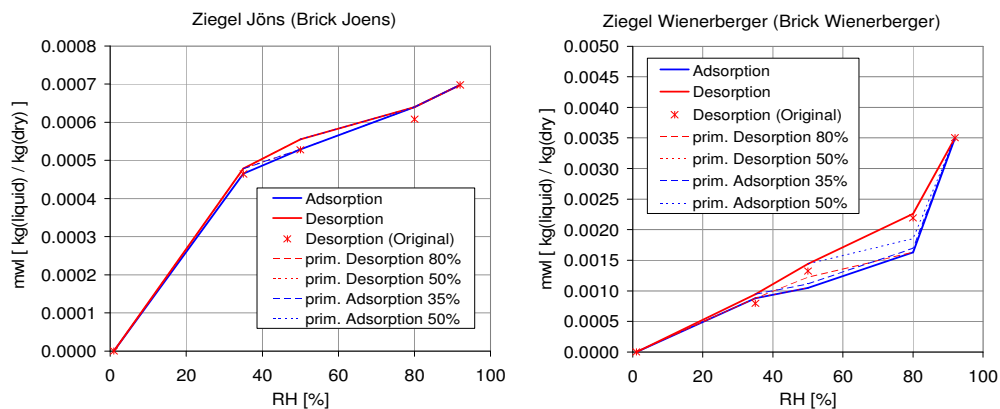 Ziegel Jöns (Brick Joens)
mwl [ kg(liquid) / kg(dry) ]
0.0008
0.0007
0.0006
0.0005
0.0004
0.0003
0.0002
0.0001
0.0000
0 20 40 60 80 100
RH [%]
Adsorption
Desorption
Desorption (Original)
prim. Desorption 80%
prim. Desorption 50%
prim. Adsorption 35%
prim. Adsorption 50%
Ziegel Wienerberger (Brick Wienerberger)
mwl [ kg(liquid) / kg(dry) ]
0.0050
0.0045
0.0040
0.0035
0.0030
0.0025
0.0020
0.0015
0.0010
0.0005
0.0000
0 20 40 60 80 100
RH [%]
Adsorption
Desorption
Desorption (Original)
prim. Desorption 80%
prim. Desorption 50%
prim. Adsorption 35%
prim. Adsorption 50%